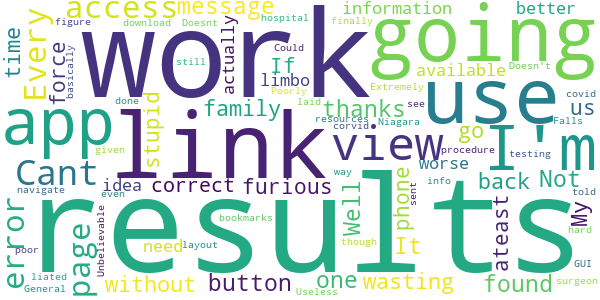 figure
download
Doesnt
hospital
finally
access
message
information
better
Every
time
basically
force
still
actually
Could
If
limbo
Poorly
work
going
available
Doesn't
covid
us
app
done
stupid
family
laid
thanks
resources
corvid
Niagara
see
Falls
use
link
view
go
I'm
procedure
testing
Cant
given
idea
correct
furious
way
worse
back
Not
info
told
navigate
even
Unbelievable
bookmarks
Well
phone
sent
ateast
My
error
page
results
It
hard
poor
need
layout
though
GUI
liated
General
without
button
Useless
one
wasting
found
surgeon